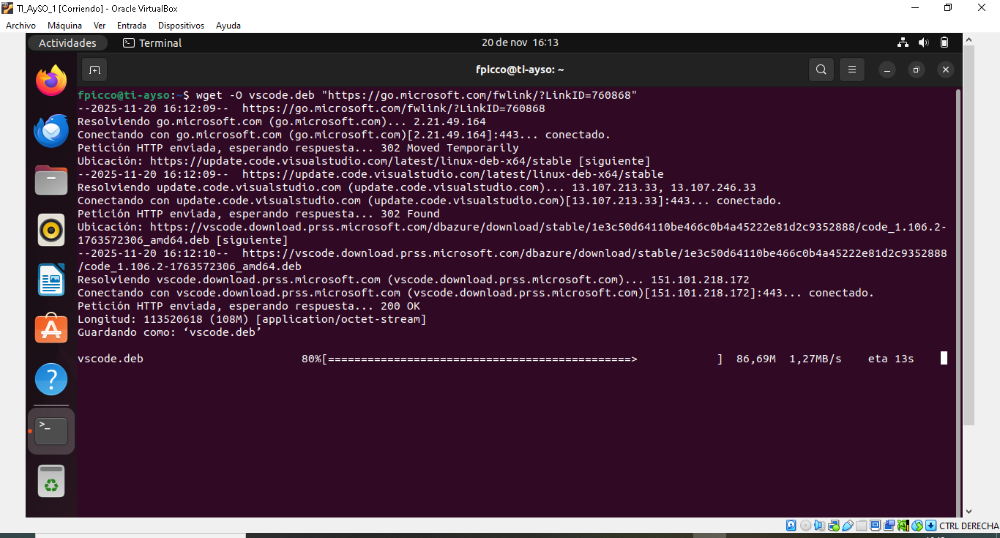 TI_AySO_1 [Corriendo] - Oracle VirtualBox
Archivo Máquina Ver Entrada Dispositivos Ayuda
Actividades Terminal 20 de nov 16:13
fpicco@ti-ayso: ~
fpicco@ti-ayso:~$ wget -O vscode.deb "https://go.microsoft.com/fwlink/?LinkID=760868"
--2025-11-20 16:12:09-- https://go.microsoft.com/fwlink/?LinkID=760868
Resolviendo go.microsoft.com (go.microsoft.com)... 2.21.49.164
Conectando con go.microsoft.com (go.microsoft.com)[2.21.49.164]:443... conectado.
Petición HTTP enviada, esperando respuesta... 302 Moved Temporarily
Ubicación: https://update.code.visualstudio.com/latest/linux-deb-x64/stable [siguiente]
--2025-11-20 16:12:09-- https://update.code.visualstudio.com/latest/linux-deb-x64/stable
Resolviendo update.code.visualstudio.com (update.code.visualstudio.com)... 13.107.213.33, 13.107.246.33
Conectando con update.code.visualstudio.com (update.code.visualstudio.com)[13.107.213.33]:443... conectado.
Petición HTTP enviada, esperando respuesta... 302 Found
Ubicación: https://vscode.download.prss.microsoft.com/dbazure/download/stable/1e3c50d64110be466c0b4a45222e81d2c9352888/code_1.106.2-
1763572306_amd64.deb [siguiente]
--2025-11-20 16:12:10-- https://vscode.download.prss.microsoft.com/dbazure/download/stable/1e3c50d64110be466c0b4a45222e81d2c9352888
/code_1.106.2-1763572306_amd64.deb
Resolviendo vscode.download.prss.microsoft.com (vscode.download.prss.microsoft.com)... 151.101.218.172
Conectando con vscode.download.prss.microsoft.com (vscode.download.prss.microsoft.com)[151.101.218.172]:443... conectado.
Petición HTTP enviada, esperando respuesta... 200 OK
Longitud: 113520618 (108M) [application/octet-stream]
Guardando como: ‘vscode.deb’
vscode.deb 80%[==============================================> ] 86,69M 1,27MB/s eta 13s
CTRL DERECHA